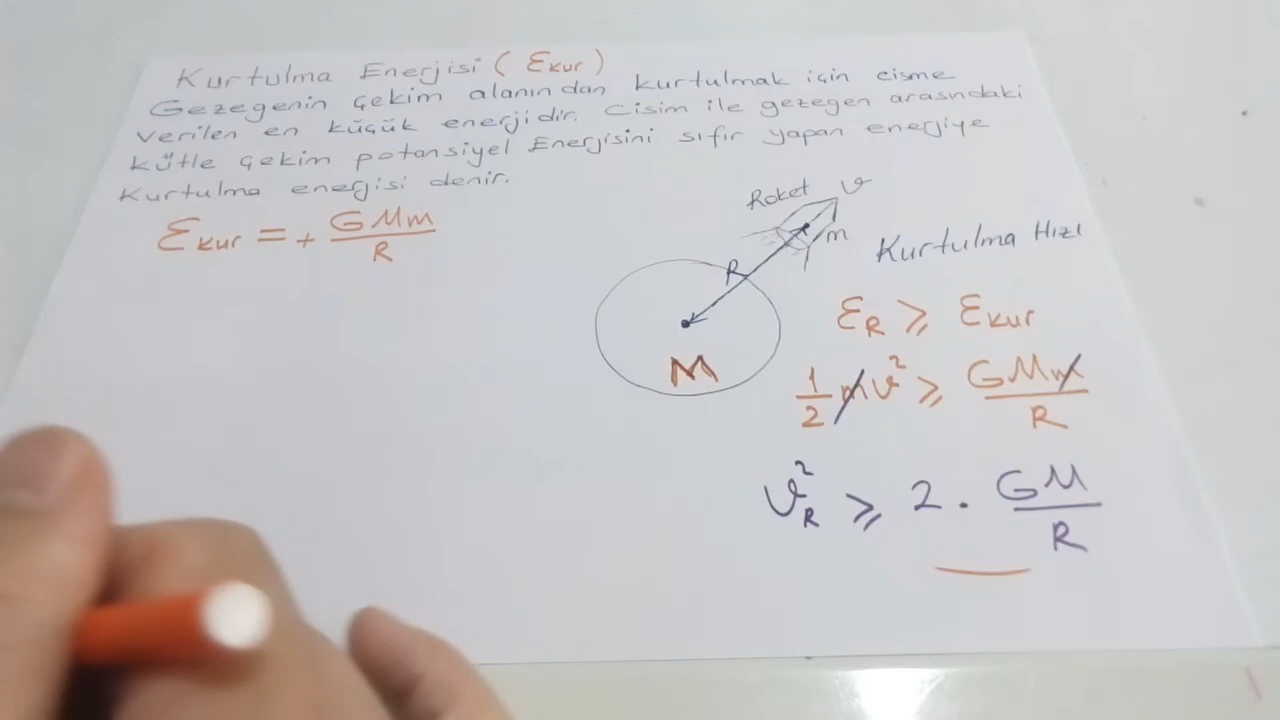 Kurtulma Enerjisi (Ekur)
Gezegenin çekim alanından kurtulmak için cisme
verilen en küçük enerjidir. Cisim ile gezegen arasındaki
kütle çekim potansiyel Enerjisini sıfır yapan enerjiye
Kurtulma enerjisi denir.
Ekur = + GMm / R
Roket v
m
R
M
Kurtulma Hızı
E_R ⩾ Ekur
1/2 mv² ⩾ GMm / R
v_R² ⩾ 2 . GM / R